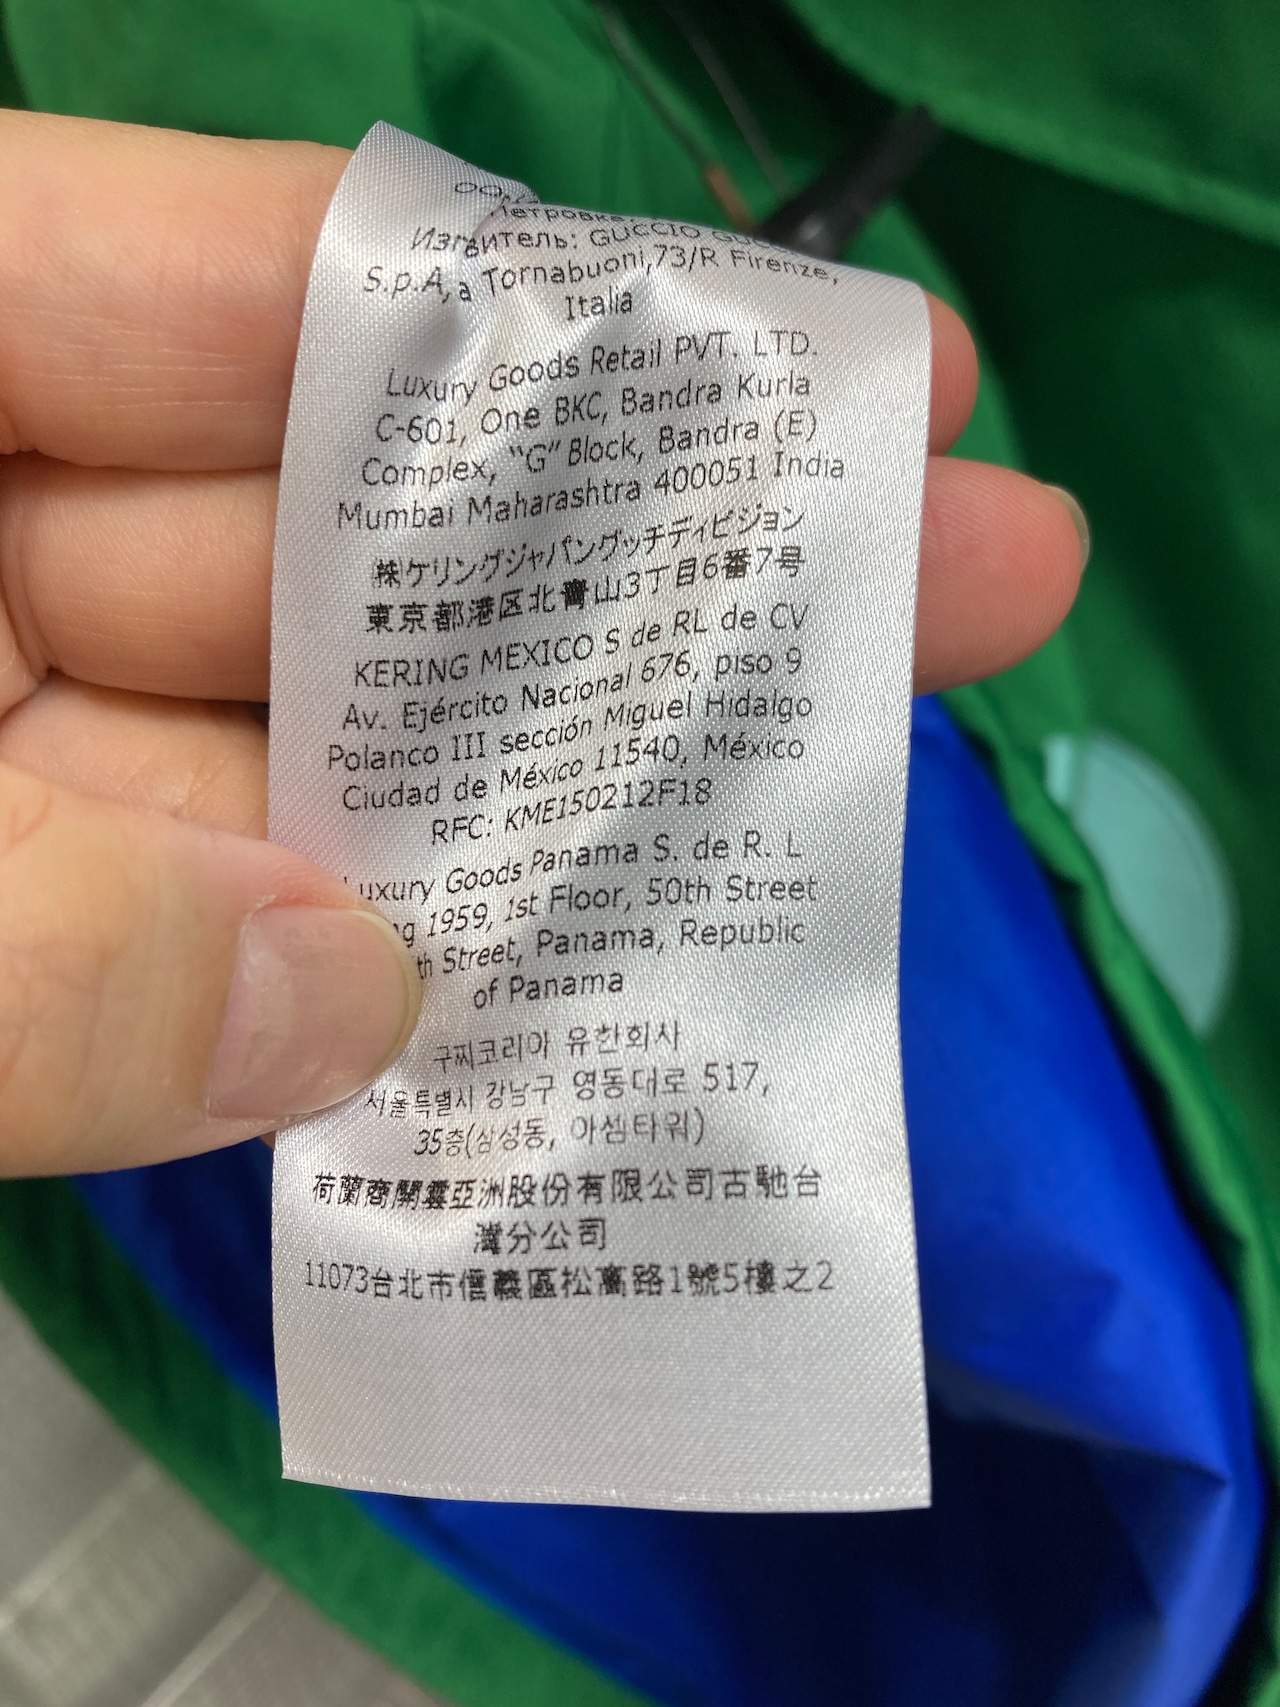 Петровке
Изгвитель: GUCCIO
S.p.A, a Tornabuoni,73/R Firenze,
Italia
Luxury Goods Retail PVT. LTD.
C-601, One BKC, Bandra Kurla
Complex, "G" Block, Bandra (E)
Mumbai Maharashtra 400051 India
㈱ケリングジャパングッチディビジョン
東京都港区北青山3丁目6番7号
KERING MEXICO S de RL de CV
Av. Ejército Nacional 676, piso 9
Polanco III sección Miguel Hidalgo
Ciudad de México 11540, México
RFC: KME150212F18
uxury Goods Panama S. de R. L
g 1959, 1st Floor, 50th Street
th Street, Panama, Republic
of Panama
구찌코리아 유한회사
서울특별시 강남구 영동대로 517,
35층(삼성동, 아셈타워)
荷蘭商開雲亞洲股份有限公司古馳台
灣分公司
11073台北市信義區松高路1號5樓之2